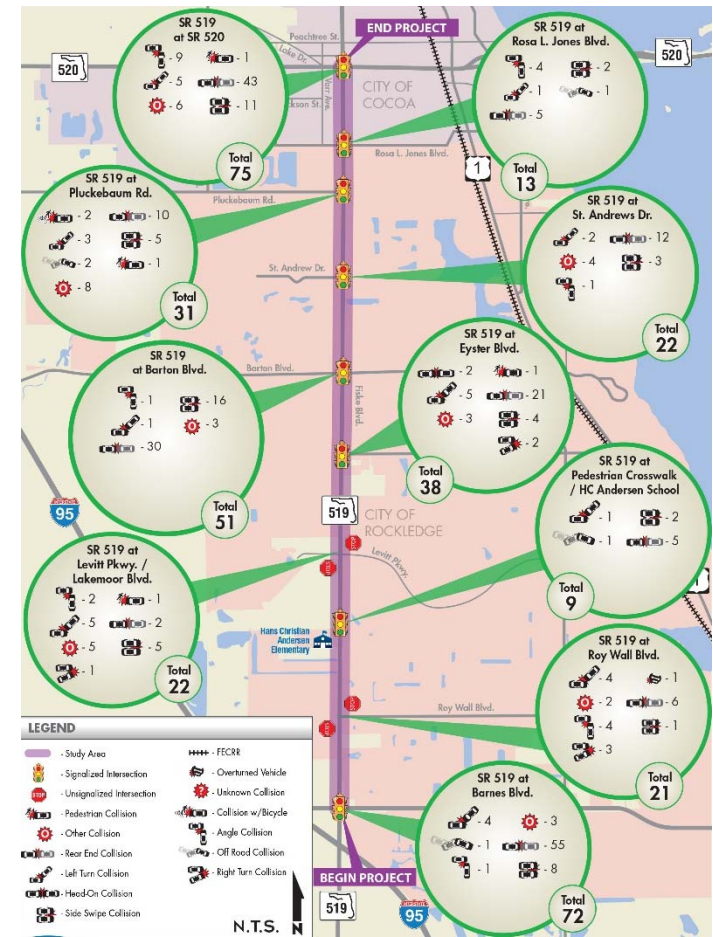 END PROJECT
SR 519
at SR 520
- 9
- 1
- 5
- 43
- 6
- 11
Total
75
SR 519 at
Rosa L. Jones Blvd.
- 4
- 2
- 1
- 1
- 5
Total
13
520
520
Peachtree St.
Lake Dr.
Varr Ave.
CITY OF
COCOA
Rosa L. Jones Blvd.
1
SR 519 at
Pluckebaum Rd.
- 2
- 10
- 3
- 5
- 2
- 1
- 8
Total
31
Pluckebaum Rd.
SR 519 at
St. Andrews Dr.
- 2
- 12
- 4
- 3
- 1
Total
22
St. Andrew Dr.
SR 519 at
Barton Blvd.
- 1
- 16
- 1
- 3
- 30
Total
51
Barton Blvd.
Fiske Blvd.
SR 519 at
Eyster Blvd.
- 2
- 1
- 5
- 21
- 3
- 4
- 2
Total
38
95
519
CITY OF
ROCKLEDGE
SR 519 at
Pedestrian Crosswalk
/ HC Andersen School
- 1
- 2
- 1
- 5
Total
9
SR 519 at
Levitt Pkwy. /
Lakemoor Blvd.
- 2
- 1
- 5
- 2
- 5
- 5
- 1
Total
22
STOP
STOP
Levitt Pkwy.
Hans Christian
Andersen
Elementary
1
SR 519 at
Roy Wall Blvd.
- 4
- 1
- 2
- 6
- 4
- 1
- 3
Total
21
STOP
STOP
Roy Wall Blvd.
SR 519 at
Barnes Blvd.
- 4
- 3
- 1
- 55
- 1
- 8
Total
72
BEGIN PROJECT
519
95
LEGEND
- Study Area
- Signalized Intersection
STOP - Unsignalized Intersection
- Pedestrian Collision
- Other Collision
- Rear End Collision
- Left Turn Collision
- Head-On Collision
- Side Swipe Collision
- FECRR
- Overturned Vehicle
- Unknown Collision
- Collision w/Bicycle
- Angle Collision
- Off Road Collision
- Right Turn Collision
N.T.S.
N